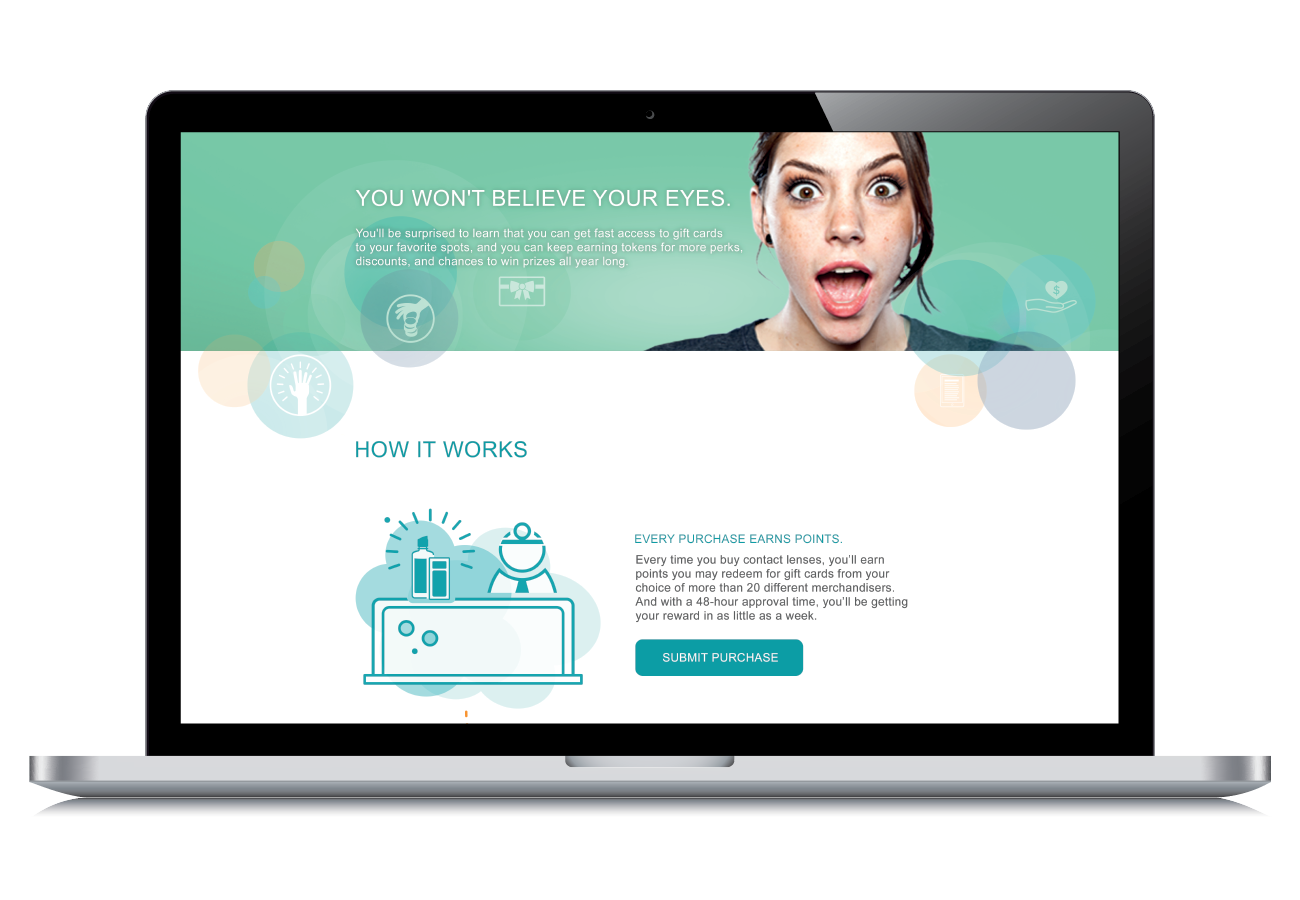 YOU WON'T BELIEVE YOUR EYES.
You'll be surprised to learn that you can get fast access to gift cards
to your favorite spots, and you can keep earning tokens for more perks,
discounts, and chances to win prizes all year long.
$
HOW IT WORKS
EVERY PURCHASE EARNS POINTS.
Every time you buy contact lenses, you'll earn
points you may redeem for gift cards from your
choice of more than 20 different merchandisers.
And with a 48-hour approval time, you'll be getting
your reward in as little as a week.
SUBMIT PURCHASE